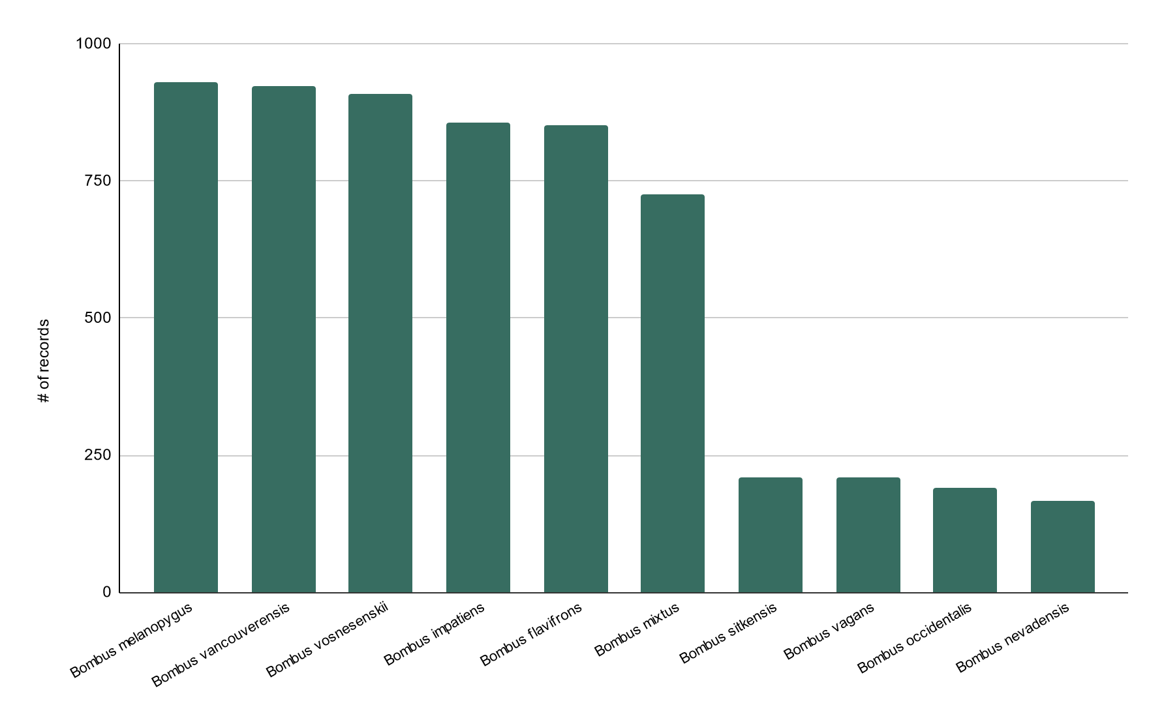 1000
750
500
250
0
# of records
Bombus melanopygus
Bombus vancouverensis
Bombus vosnesenskii
Bombus impatiens
Bombus flavifrons
Bombus mixtus
Bombus sitkensis
Bombus vagans
Bombus occidentalis
Bombus nevadensis